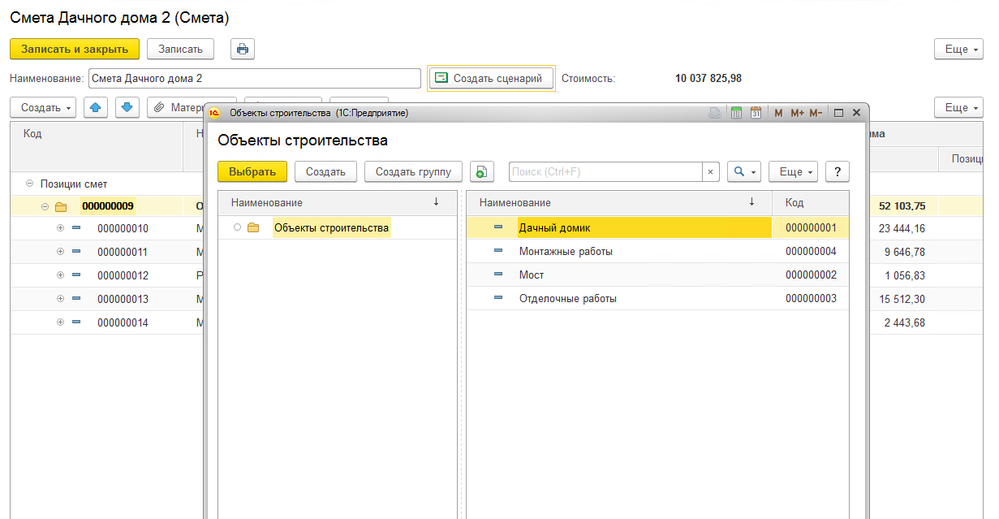 Смета Дачного дома 2 (Смета)
Записать и закрыть Записать Еще
Наименование: Смета Дачного дома 2 Создать сценарий Стоимость: 10 037 825,98
Создать Матери Еще
1С Объекты строительства (1С:Предприятие) 31 M M+ M-
Код
Объекты строительства
Выбрать Создать Создать группу Поиск (Ctrl+F) × Еще ?
Позиц
Наименование ↓ Наименование ↓ Код
Позиции смет
000000009 52 103,75
Объекты строительства Дачный домик 000000001
000000010 23 444,16
Монтажные работы 000000004
000000011 9 646,78
Мост 000000002
000000012 1 056,83
Отделочные работы 000000003
000000013 15 512,30
000000014 2 443,68